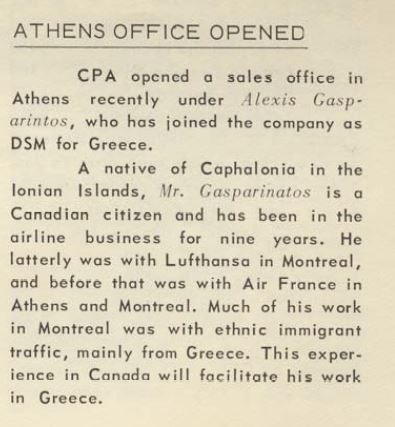 ATHENS OFFICE OPENED
CPA opened a sales office in
Athens recently under Alexis Gasp-
arintos, who has joined the company as
DSM for Greece.
A native of Caphalonia in the
Ionian Islands, Mr. Gasparinatos is a
Canadian citizen and has been in the
airline business for nine years. He
latterly was with Lufthansa in Montreal,
and before that was with Air France in
Athens and Montreal. Much of his work
in Montreal was with ethnic immigrant
traffic, mainly from Greece. This exper-
ience in Canada will facilitate his work
in Greece.